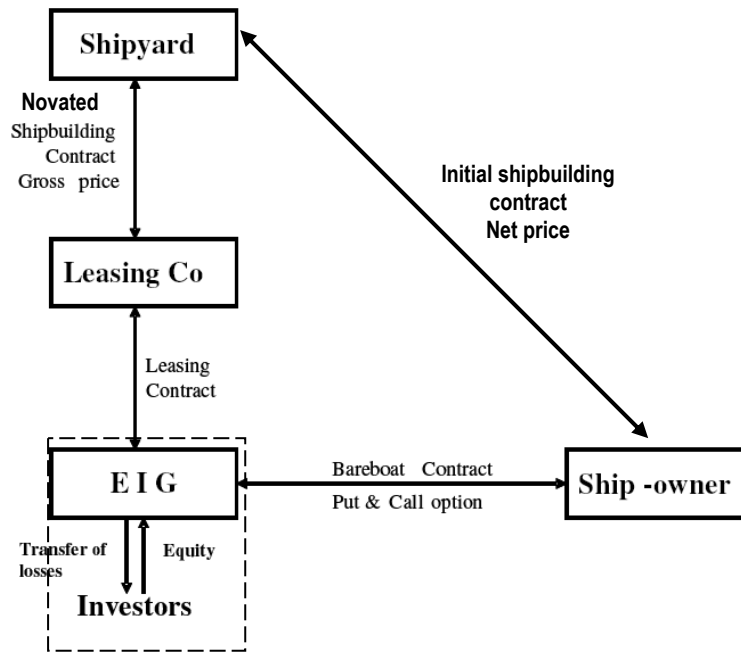 Shipyard
Novated
Shipbuilding
Contract
Gross price
Initial shipbuilding
contract
Net price
Leasing Co
Leasing
Contract
E I G
Bareboat Contract
Put & Call option
Ship -owner
Transfer of
losses
Equity
Investors